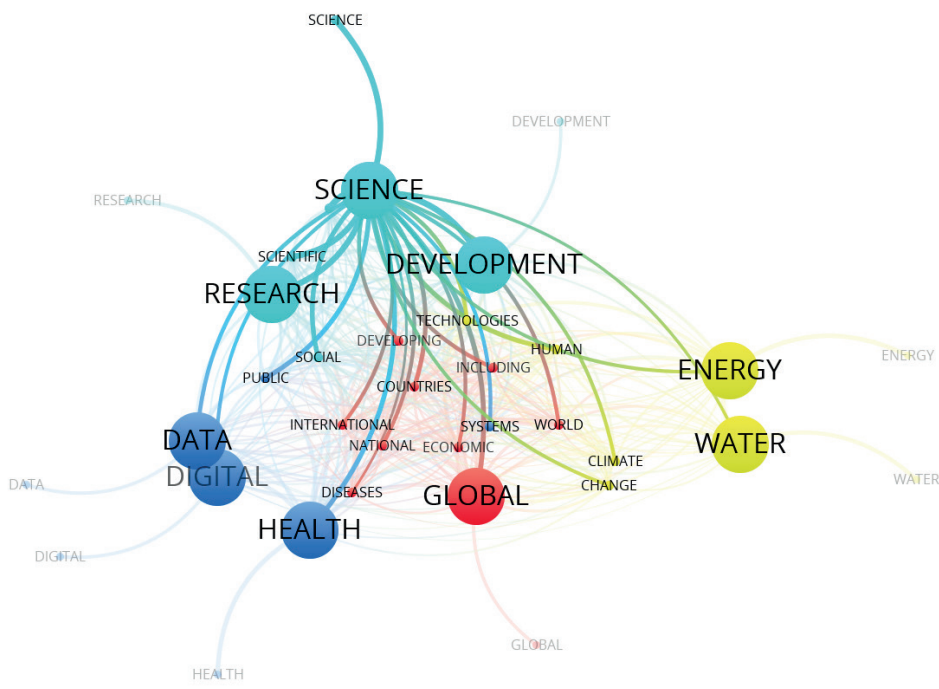 SCIENCE
DEVELOPMENT
SCIENCE
RESEARCH
SCIENTIFIC
DEVELOPMENT
RESEARCH
TECHNOLOGIES
DEVELOPING
HUMAN
SOCIAL
ENERGY
INCLUDING
ENERGY
PUBLIC
COUNTRIES
INTERNATIONAL
SYSTEMS
WORLD
DATA
NATIONAL
ECONOMIC
WATER
CLIMATE
DIGITAL
WATER
DATA
CHANGE
DISEASES
GLOBAL
HEALTH
DIGITAL
GLOBAL
HEALTH